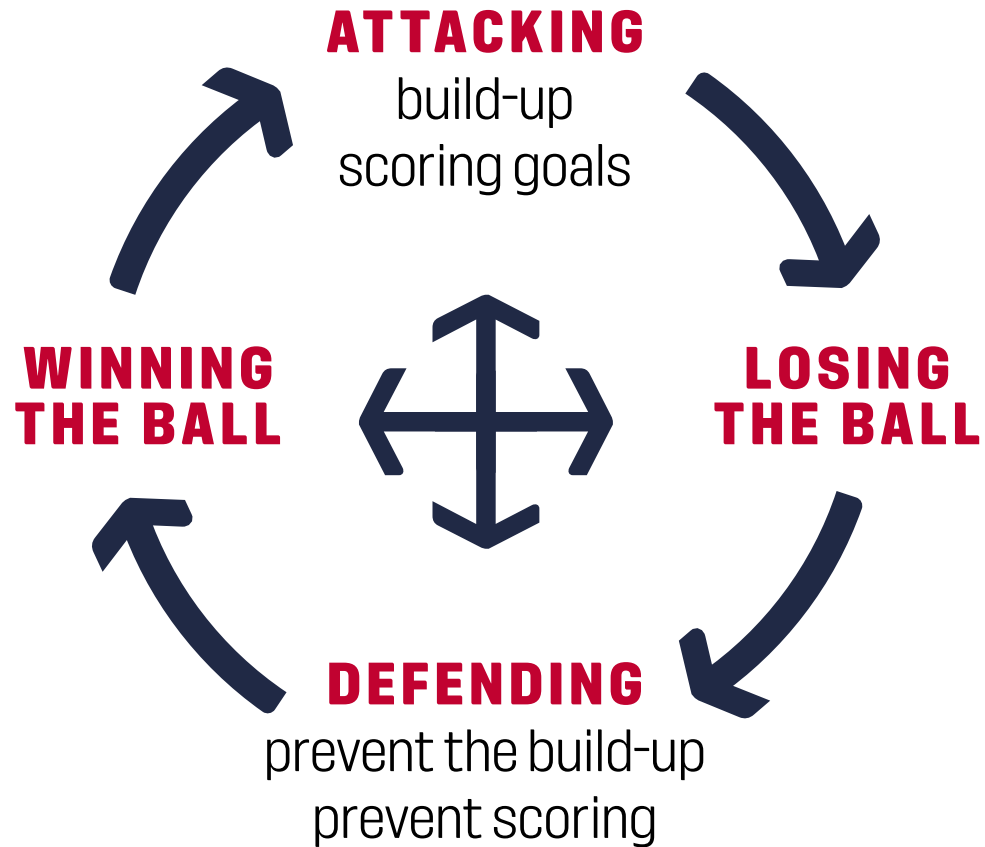 ATTACKING
build-up
scoring goals
WINNING
THE BALL
LOSING
THE BALL
DEFENDING
prevent the build-up
prevent scoring